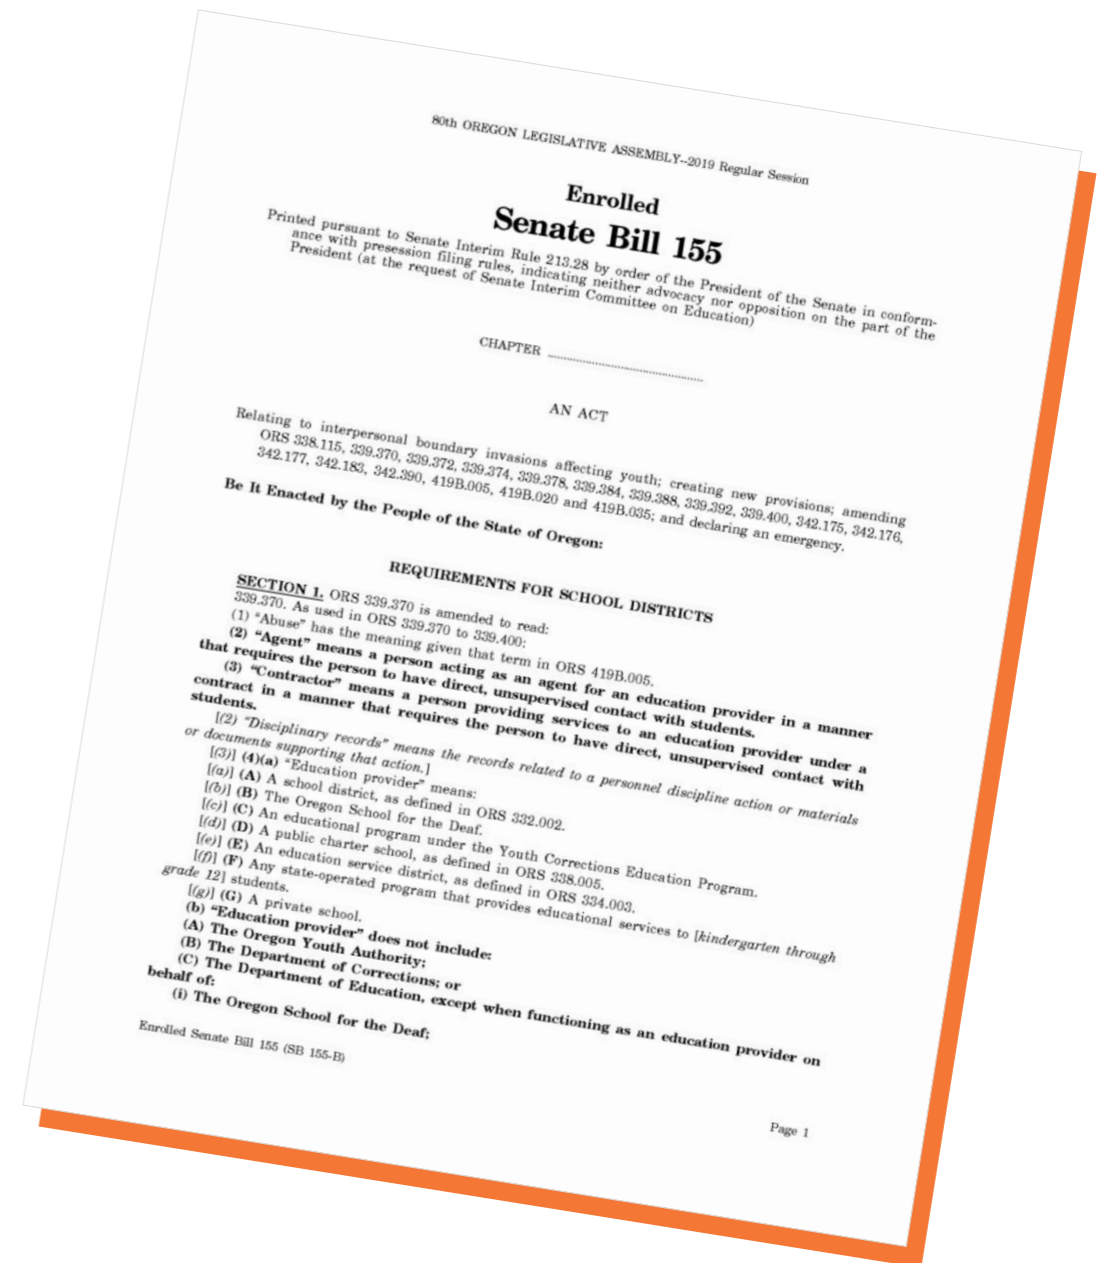 80th OREGON LEGISLATIVE ASSEMBLY--2019 Regular Session
Enrolled
Senate Bill 155
Printed pursuant to Senate Interim Rule 213.28 by order of the President of the Senate in conform-
ance with presession filing rules, indicating neither advocacy nor opposition on the part of the
President (at the request of Senate Interim Committee on Education)
CHAPTER .................................................
AN ACT
Relating to interpersonal boundary invasions affecting youth; creating new provisions; amending
ORS 338.115, 339.370, 339.372, 339.374, 339.378, 339.384, 339.388, 339.392, 339.400, 342.175, 342.176,
342.177, 342.183, 342.390, 419B.005, 419B.020 and 419B.035; and declaring an emergency.
Be It Enacted by the People of the State of Oregon:
REQUIREMENTS FOR SCHOOL DISTRICTS
SECTION 1. ORS 339.370 is amended to read:
339.370. As used in ORS 339.370 to 339.400:
(1) “Abuse” has the meaning given that term in ORS 419B.005.
(2) “Agent” means a person acting as an agent for an education provider in a manner
that requires the person to have direct, unsupervised contact with students.
(3) “Contractor” means a person providing services to an education provider under a
contract in a manner that requires the person to have direct, unsupervised contact with
students.
[(2) “Disciplinary records” means the records related to a personnel discipline action or materials
or documents supporting that action.]
[(3)] (4)(a) “Education provider” means:
[(a)] (A) A school district, as defined in ORS 332.002.
[(b)] (B) The Oregon School for the Deaf.
[(c)] (C) An educational program under the Youth Corrections Education Program.
[(d)] (D) A public charter school, as defined in ORS 338.005.
[(e)] (E) An education service district, as defined in ORS 334.003.
[(f)] (F) Any state-operated program that provides educational services to [kindergarten through
grade 12] students.
[(g)] (G) A private school.
(b) “Education provider” does not include:
(A) The Oregon Youth Authority;
(B) The Department of Corrections; or
(C) The Department of Education, except when functioning as an education provider on
behalf of:
(i) The Oregon School for the Deaf;
Enrolled Senate Bill 155 (SB 155-B)
Page 1